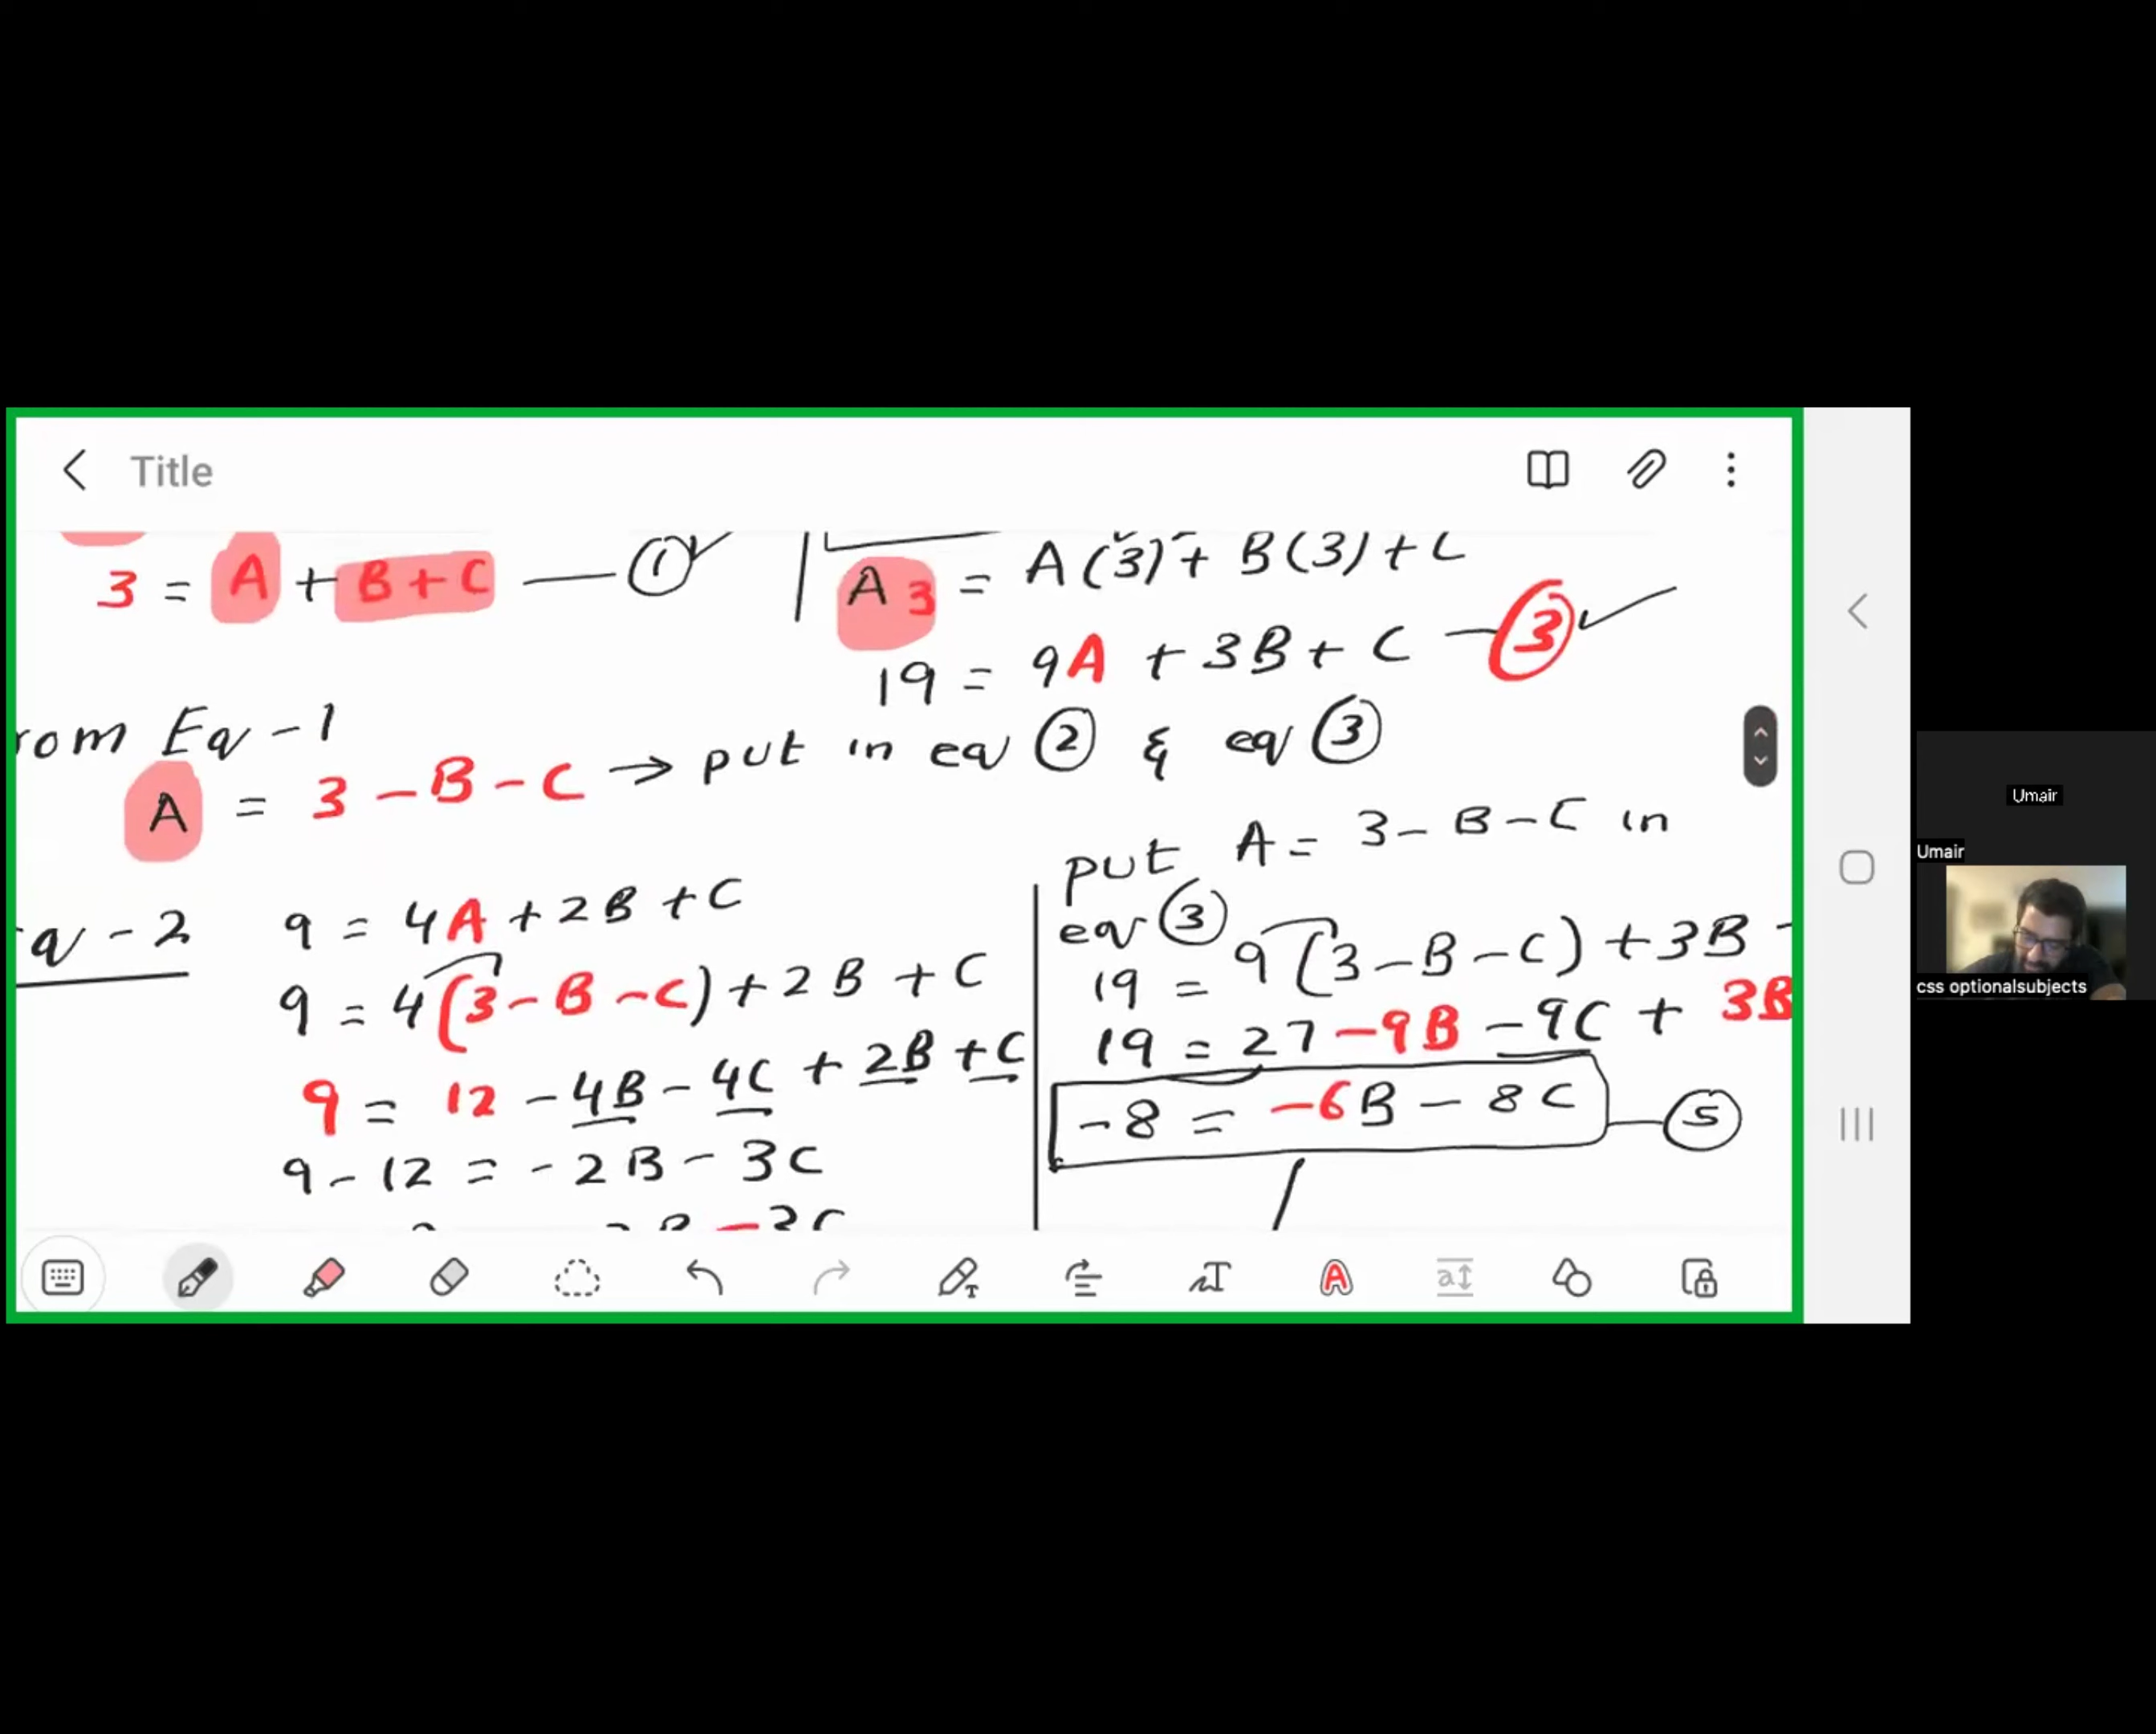 Title
3 = A + B + C — ①
A3 = A(3)² + B(3) + C
19 = 9A + 3B + C — ③
rom Eq - 1
A = 3 - B - C → put in eq ② & eq ③
q - 2
9 = 4A + 2B + C
9 = 4(3 - B - C) + 2B + C
9 = 12 - 4B - 4C + 2B + C
9 - 12 = -2B - 3C
put A = 3 - B - C in
eq ③
19 = 9(3 - B - C) + 3B -
19 = 27 - 9B - 9C + 3B
-8 = -6B - 8C — ⑤
Umair
Umair
css optionalsubjects